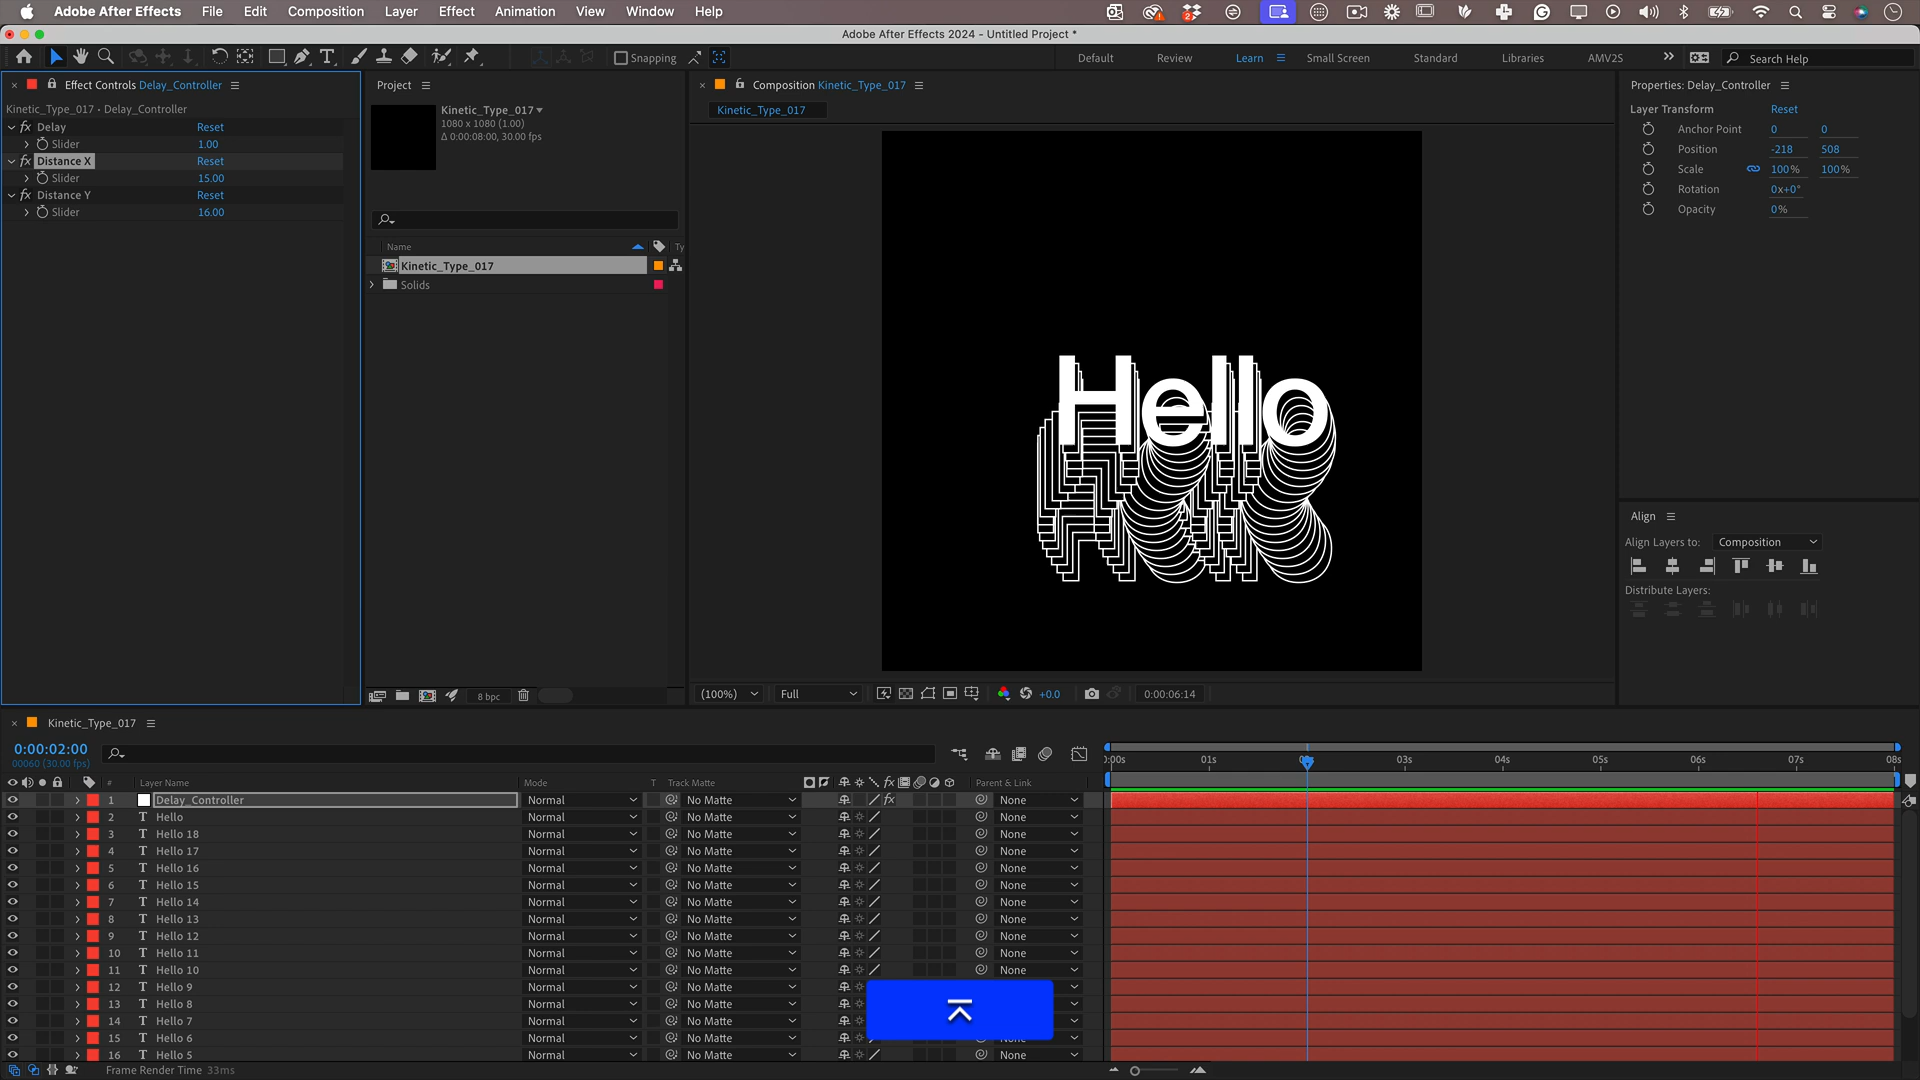 Adobe After Effects File Edit Composition Layer Effect Animation View Window Help
Adobe After Effects 2024 - Untitled Project *
Snapping Default Review Learn Small Screen Standard Libraries AMV2S Search Help
Effect Controls Delay_Controller
Kinetic_Type_017 · Delay_Controller
fx Delay Reset
Slider 1.00
fx Distance X Reset
Slider 15.00
fx Distance Y Reset
Slider 16.00
Project
Kinetic_Type_017
1080 x 1080 (1.00)
Δ 0:00:08:00, 30.00 fps
Name Ty
Kinetic_Type_017
Solids
8 bpc
Composition Kinetic_Type_017
Kinetic_Type_017
Hello
(100%) Full +0.0 0:00:06:14
Properties: Delay_Controller
Layer Transform Reset
Anchor Point 0 0
Position -218 508
Scale 100% 100%
Rotation 0x+0°
Opacity 0%
Align
Align Layers to: Composition
Distribute Layers:
Kinetic_Type_017
0:00:02:00
00060 (30.00 fps)
0:00s 01s 03s 04s 05s 06s 07s 08s
# Layer Name Mode T Track Matte fx Parent & Link
1 Delay_Controller Normal No Matte fx None
2 T Hello Normal No Matte None
3 T Hello 18 Normal No Matte None
4 T Hello 17 Normal No Matte None
5 T Hello 16 Normal No Matte None
6 T Hello 15 Normal No Matte None
7 T Hello 14 Normal No Matte None
8 T Hello 13 Normal No Matte None
9 T Hello 12 Normal No Matte None
10 T Hello 11 Normal No Matte None
11 T Hello 10 Normal No Matte None
12 T Hello 9 Normal No Matte
13 T Hello 8 Normal No Matte
14 T Hello 7 Normal No Matte
15 T Hello 6 Normal No Matte None
16 T Hello 5 Normal No Matte None
Frame Render Time 33ms